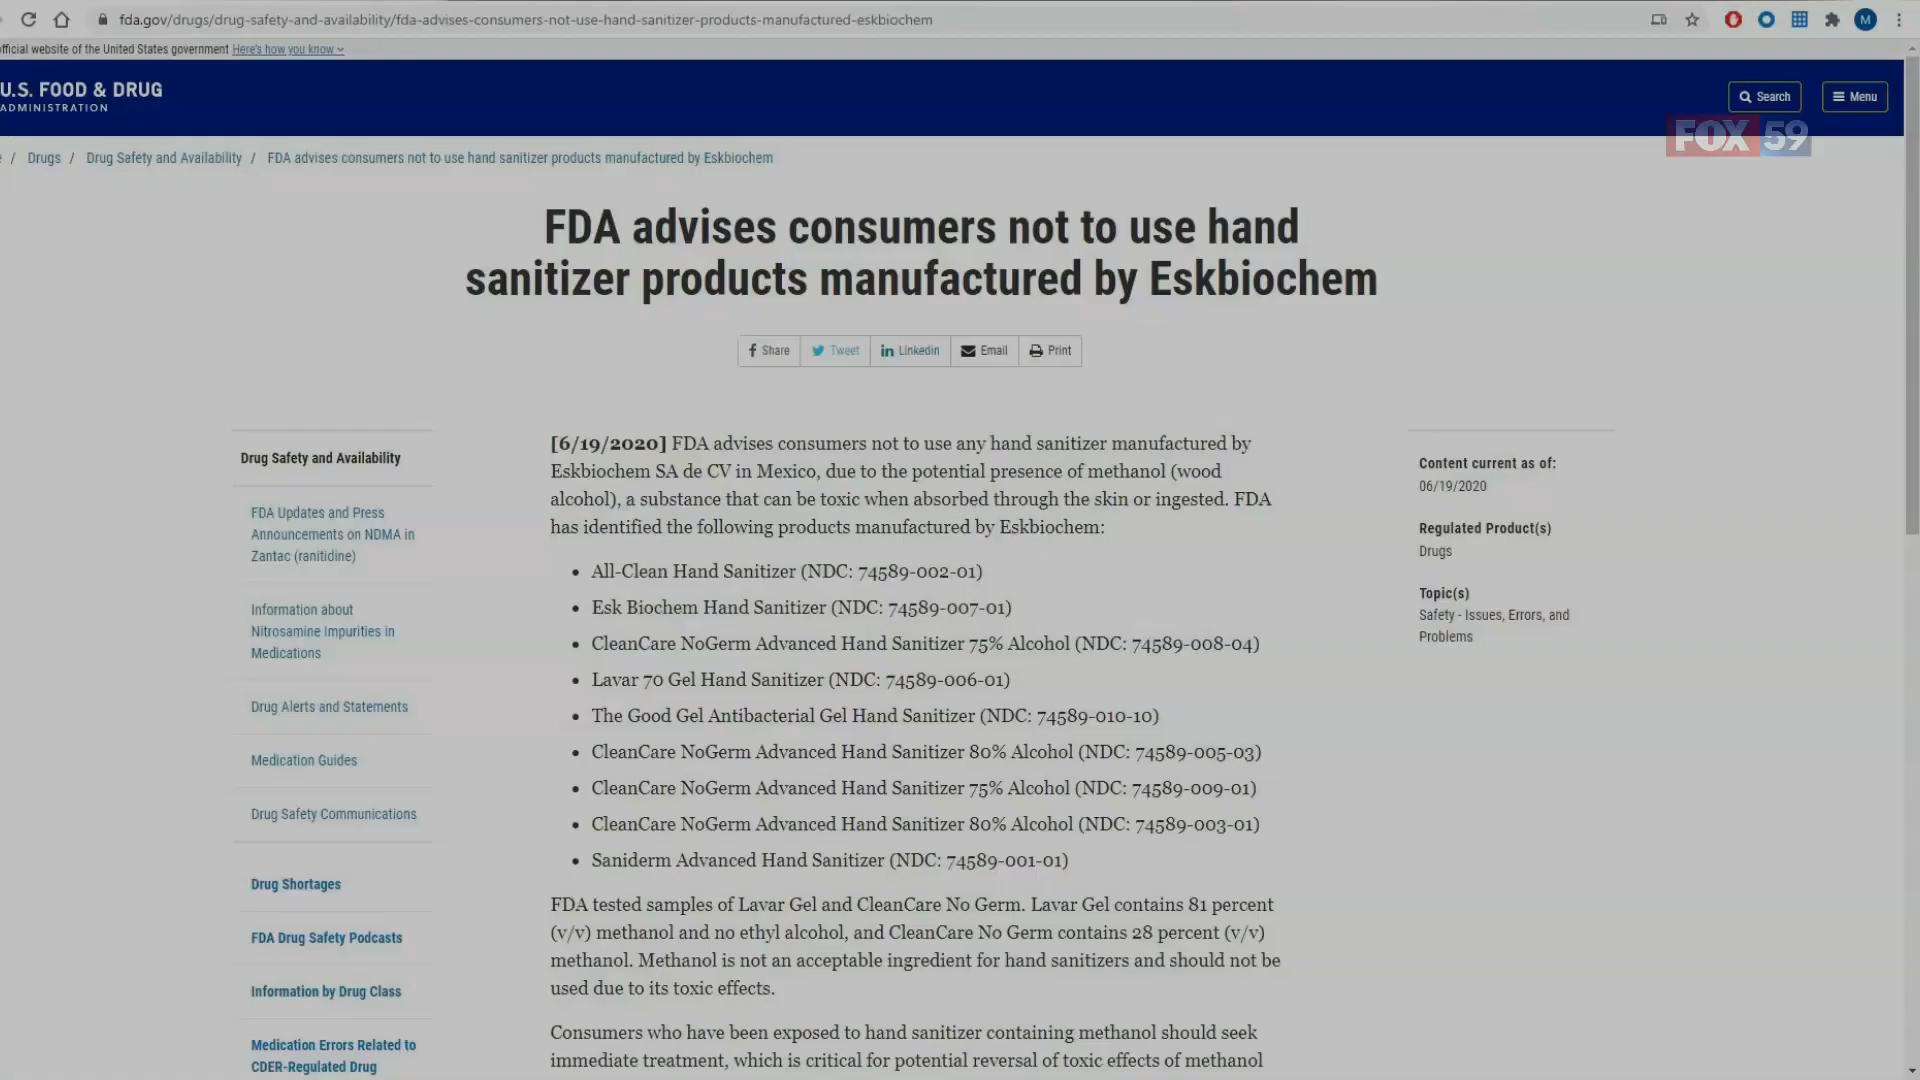 fda.gov/drugs/drug-safety-and-availability/fda-advises-consumers-not-use-hand-sanitizer-products-manufactured-eskbiochem
M
official website of the United States government Here's how you know
U.S. FOOD & DRUG
ADMINISTRATION
Search
Menu
FOX 59
/ Drugs / Drug Safety and Availability / FDA advises consumers not to use hand sanitizer products manufactured by Eskbiochem
FDA advises consumers not to use hand
sanitizer products manufactured by Eskbiochem
Share
Tweet
Linkedin
Email
Print
Drug Safety and Availability
FDA Updates and Press
Announcements on NDMA in
Zantac (ranitidine)
Information about
Nitrosamine Impurities in
Medications
Drug Alerts and Statements
Medication Guides
Drug Safety Communications
Drug Shortages
FDA Drug Safety Podcasts
Information by Drug Class
Medication Errors Related to
CDER-Regulated Drug
[6/19/2020] FDA advises consumers not to use any hand sanitizer manufactured by
Eskbiochem SA de CV in Mexico, due to the potential presence of methanol (wood
alcohol), a substance that can be toxic when absorbed through the skin or ingested. FDA
has identified the following products manufactured by Eskbiochem:
• All-Clean Hand Sanitizer (NDC: 74589-002-01)
• Esk Biochem Hand Sanitizer (NDC: 74589-007-01)
• CleanCare NoGerm Advanced Hand Sanitizer 75% Alcohol (NDC: 74589-008-04)
• Lavar 70 Gel Hand Sanitizer (NDC: 74589-006-01)
• The Good Gel Antibacterial Gel Hand Sanitizer (NDC: 74589-010-10)
• CleanCare NoGerm Advanced Hand Sanitizer 80% Alcohol (NDC: 74589-005-03)
• CleanCare NoGerm Advanced Hand Sanitizer 75% Alcohol (NDC: 74589-009-01)
• CleanCare NoGerm Advanced Hand Sanitizer 80% Alcohol (NDC: 74589-003-01)
• Saniderm Advanced Hand Sanitizer (NDC: 74589-001-01)
FDA tested samples of Lavar Gel and CleanCare No Germ. Lavar Gel contains 81 percent
(v/v) methanol and no ethyl alcohol, and CleanCare No Germ contains 28 percent (v/v)
methanol. Methanol is not an acceptable ingredient for hand sanitizers and should not be
used due to its toxic effects.
Consumers who have been exposed to hand sanitizer containing methanol should seek
immediate treatment, which is critical for potential reversal of toxic effects of methanol
Content current as of:
06/19/2020
Regulated Product(s)
Drugs
Topic(s)
Safety - Issues, Errors, and
Problems